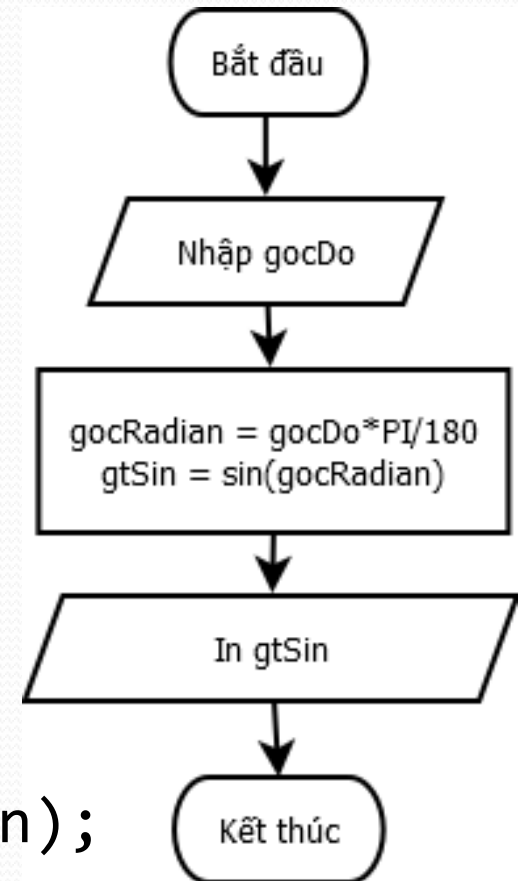 Bắt đầu
Nhập gocDo
gocRadian = gocDo*PI/180
gtSin = sin(gocRadian)
In gtSin
n);
Kết thúc